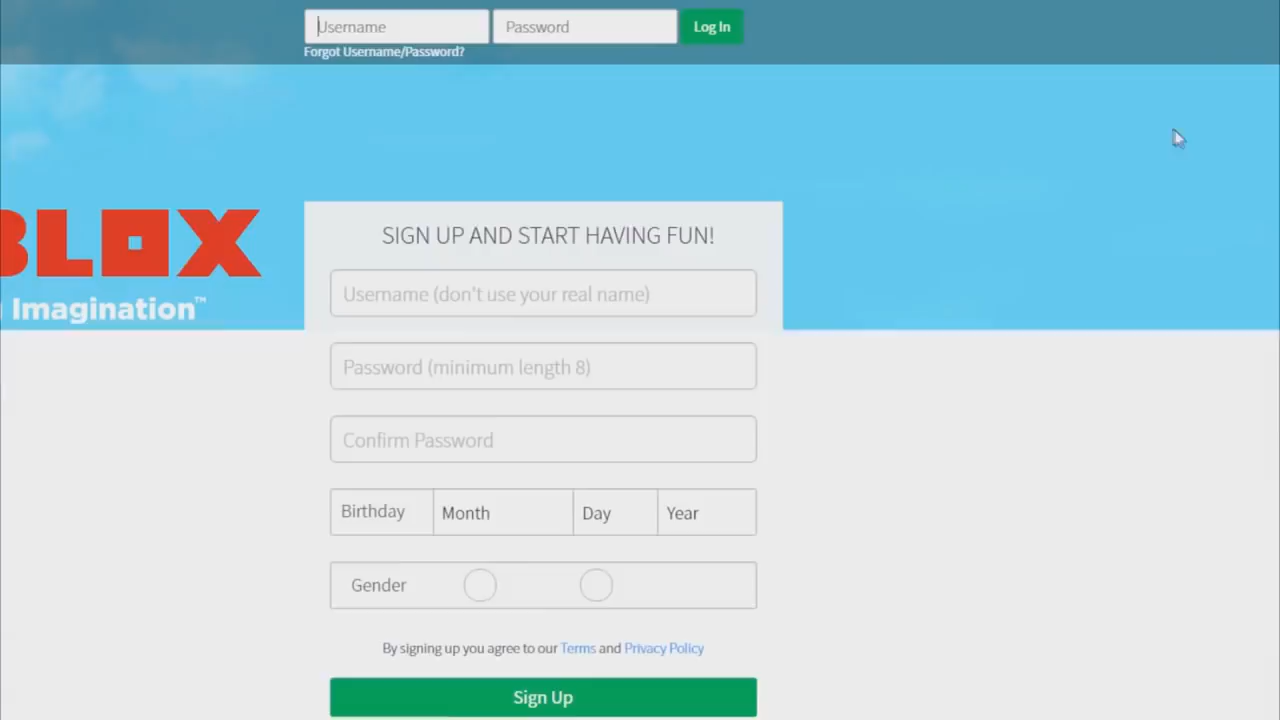 Username Password Log In
Forgot Username/Password?
BLOX
Imagination™
SIGN UP AND START HAVING FUN!
Username (don't use your real name)
Password (minimum length 8)
Confirm Password
Birthday Month Day Year
Gender
By signing up you agree to our Terms and Privacy Policy
Sign Up